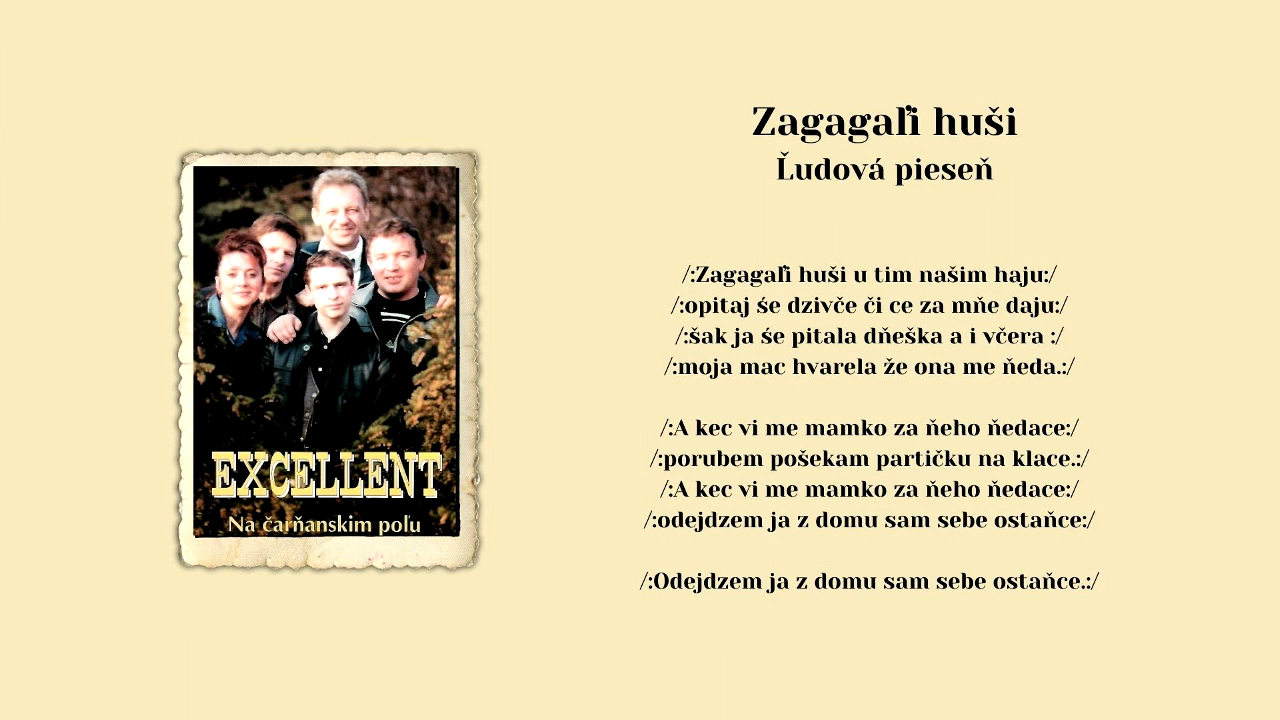 Zagagaľi huši
Ľudová pieseň
/:Zagagaľi huši u tim našim haju:/
/:opitaj śe dzivče či ce za mňe daju:/
/:šak ja śe pitala dňeška a i včera :/
/:moja mac hvarela že ona me ňeda.:/
/:A kec vi me mamko za ňeho ňedace:/
/:porubem pošekam partičku na klace.:/
/:A kec vi me mamko za ňeho ňedace:/
/:odejdzem ja z domu sam sebe ostaňce:/
/:Odejdzem ja z domu sam sebe ostaňce.:/
EXCELLENT
Na čarňanskim poľu